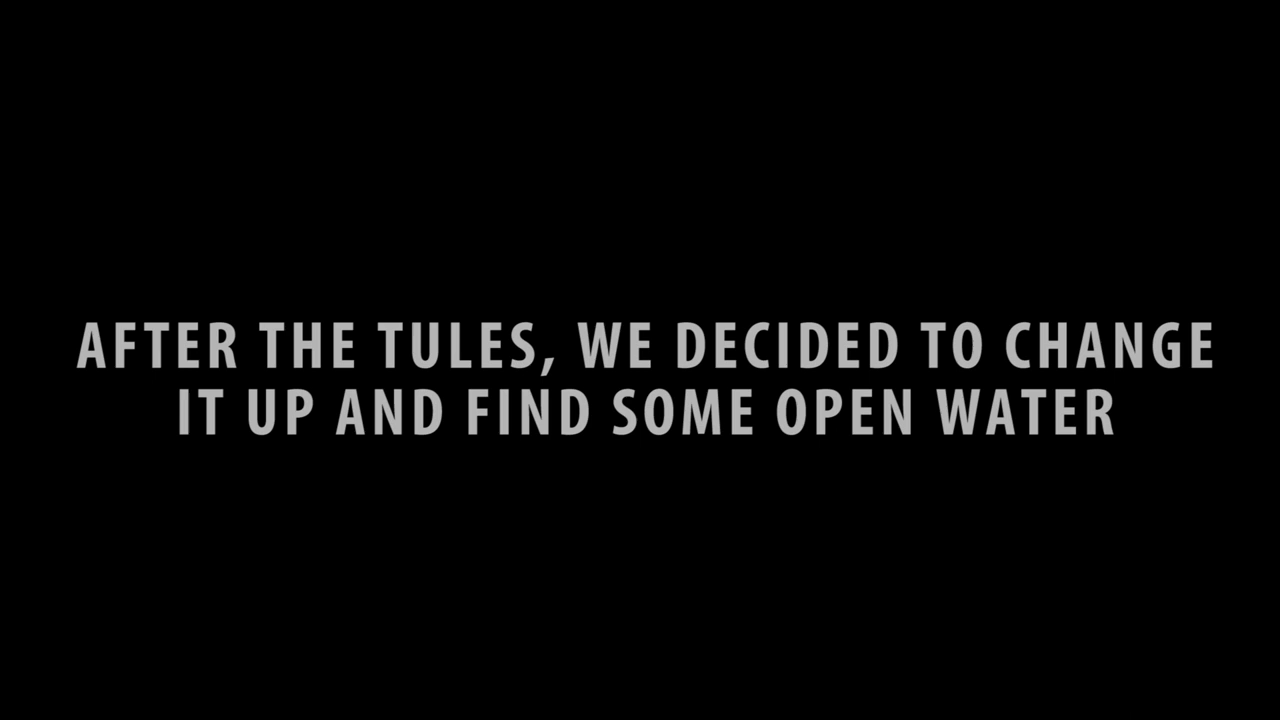 AFTER THE TULES, WE DECIDED TO CHANGE
IT UP AND FIND SOME OPEN WATER